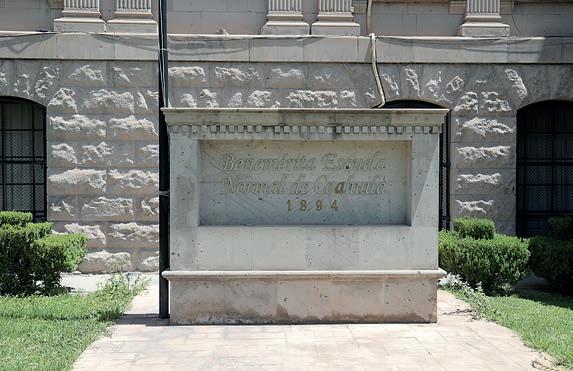 Benemérita Escuela
Normal de Coahuila
1894